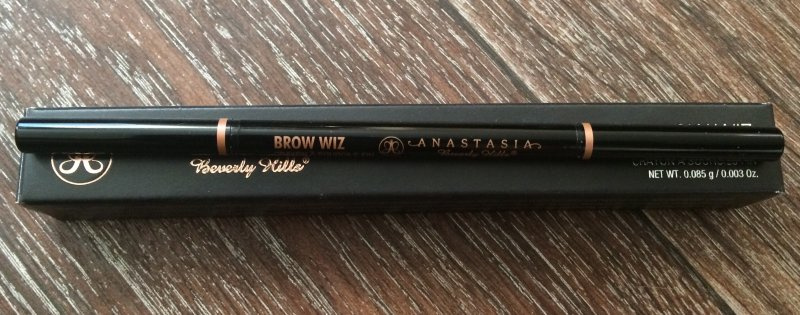 BROW WIZ
ANASTASIA
Beverly Hills®
Beverly Hills®
NET WT. 0.085 g / 0.003 Oz.